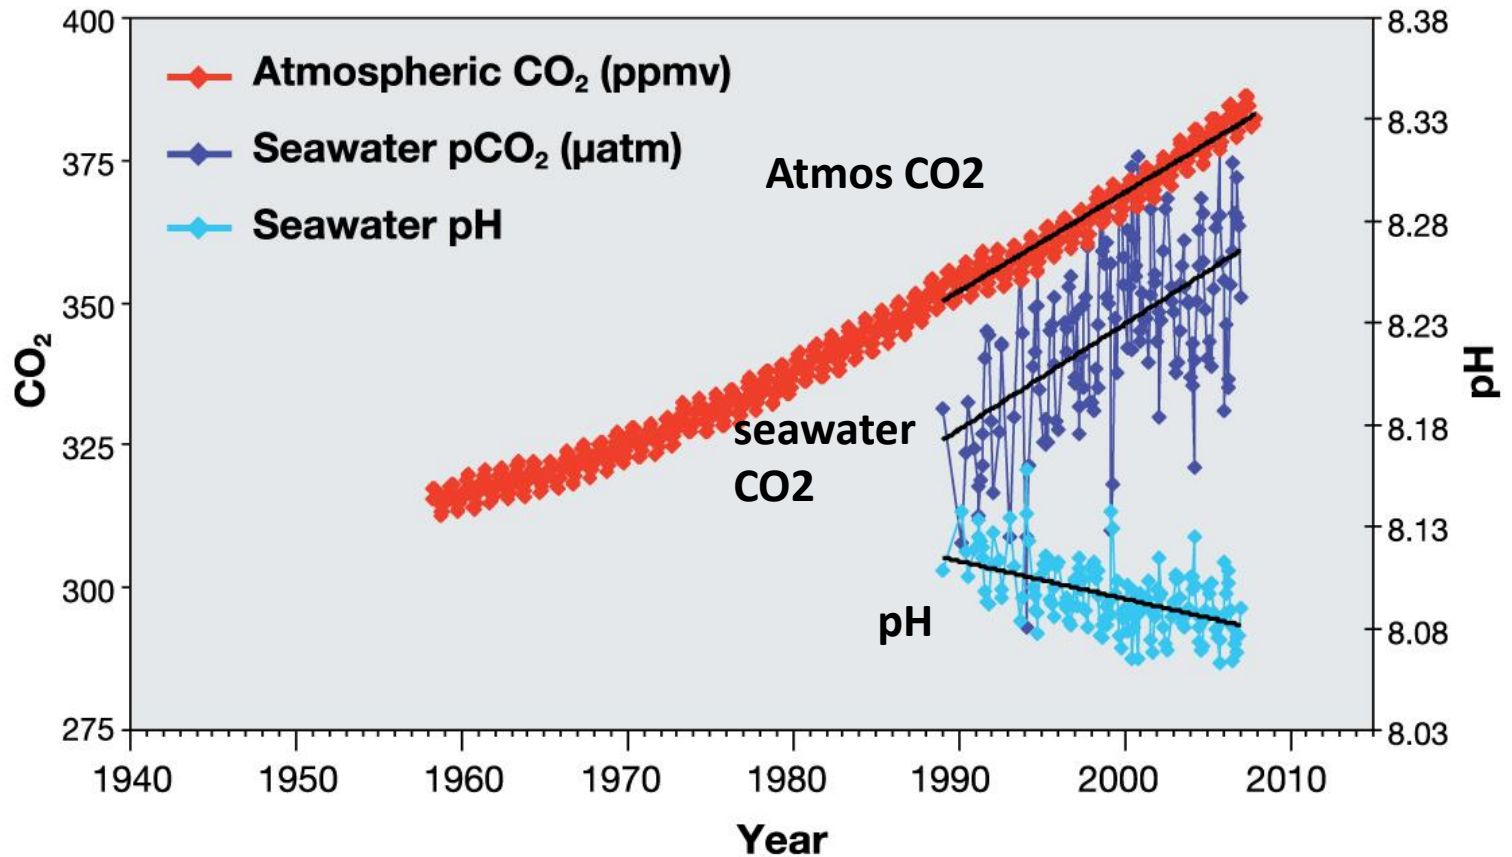 Atmospheric CO₂ (ppmv)
Seawater pCO₂ (µatm)
Seawater pH
Atmos CO2
seawater
CO2
pH
CO₂
400
375
350
325
300
275
pH
8.38
8.33
8.28
8.23
8.18
8.13
8.08
8.03
1940 1950 1960 1970 1980 1990 2000 2010
Year